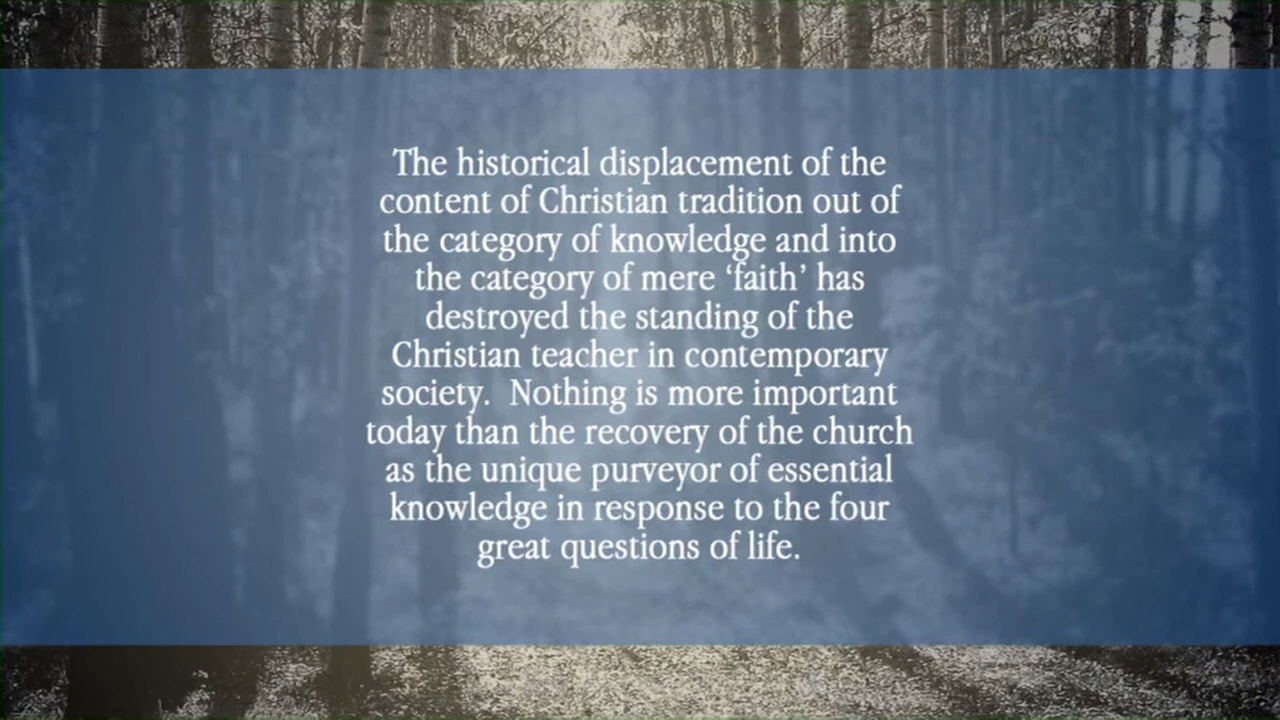 The historical displacement of the
content of Christian tradition out of
the category of knowledge and into
the category of mere ‘faith’ has
destroyed the standing of the
Christian teacher in contemporary
society.  Nothing is more important
today than the recovery of the church
as the unique purveyor of essential
knowledge in response to the four
great questions of life.